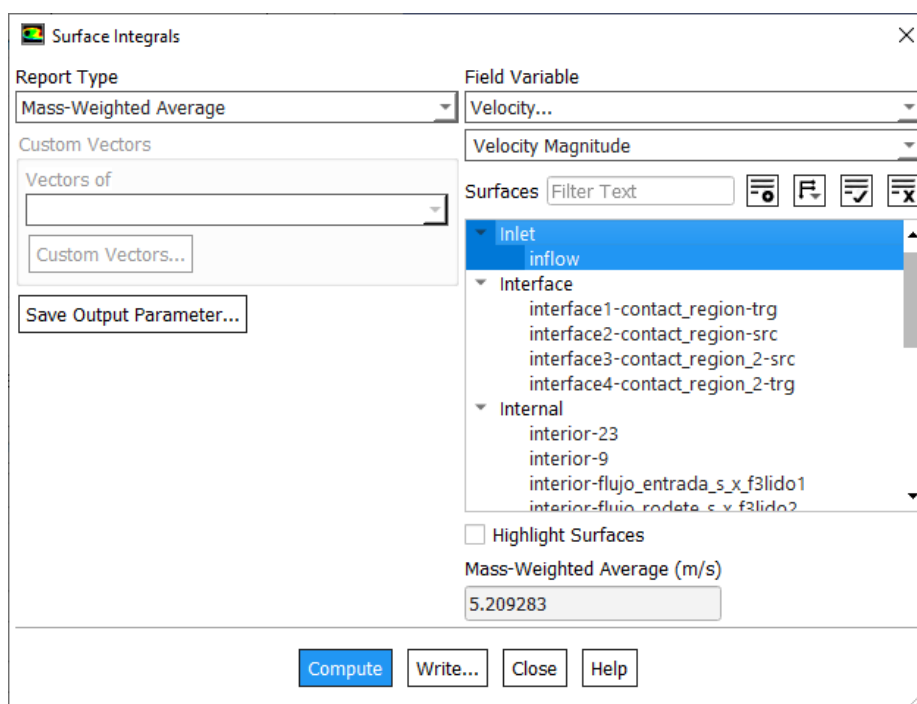 Surface Integrals
Report Type
Mass-Weighted Average
Custom Vectors
Vectors of
Custom Vectors...
Save Output Parameter...
Field Variable
Velocity...
Velocity Magnitude
Surfaces Filter Text
Inlet
inflow
Interface
interface1-contact_region-trg
interface2-contact_region-src
interface3-contact_region_2-src
interface4-contact_region_2-trg
Internal
interior-23
interior-9
interior-flujo_entrada_s_x_f3lido1
interior-flujo_rodete_s_x_f3lido2
Highlight Surfaces
Mass-Weighted Average (m/s)
5.209283
Compute Write... Close Help